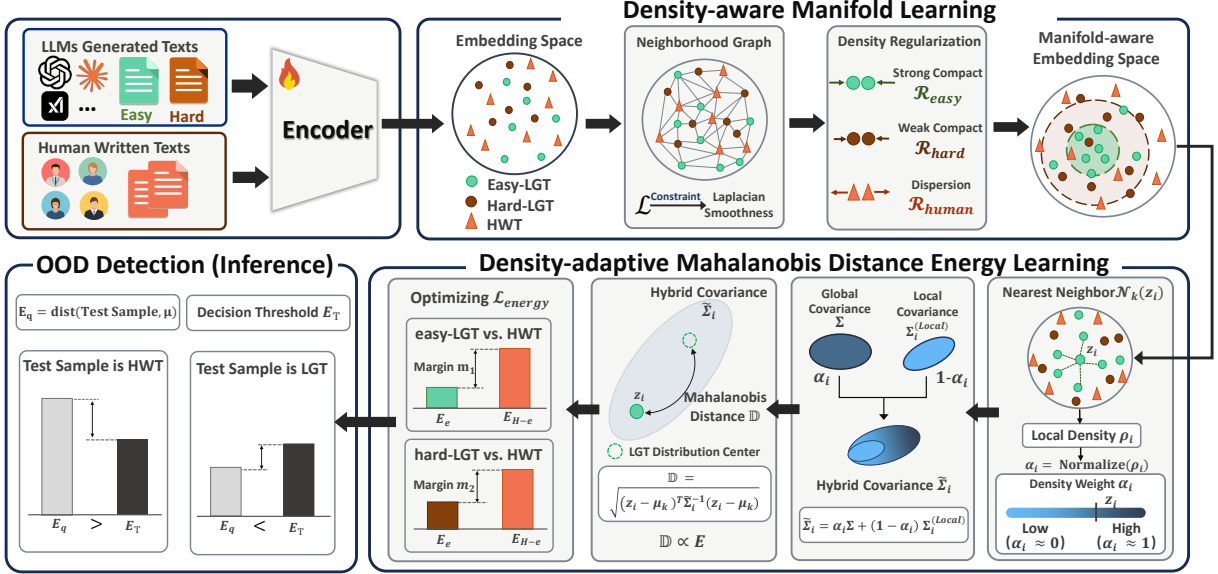 Density-aware Manifold Learning
LLMs Generated Texts
...
Easy
Hard
Human Written Texts
Encoder
Embedding Space
Easy-LGT
Hard-LGT
HWT
Neighborhood Graph
ℒ
Constraint
Laplacian
Smoothness
Density Regularization
Strong Compact
ℛ_easy
Weak Compact
ℛ_hard
Dispersion
ℛ_human
Manifold-aware
Embedding Space
OOD Detection (Inference)
E_q = dist(Test Sample, μ)
Decision Threshold E_T
Test Sample is HWT
E_q > E_T
Test Sample is LGT
E_q < E_T
Density-adaptive Mahalanobis Distance Energy Learning
Optimizing ℒ_energy
easy-LGT vs. HWT
Margin m₁
E_e E_{H-e}
hard-LGT vs. HWT
Margin m₂
E_e E_{H-e}
Hybrid Covariance
Σ̃_i
z_i
Mahalanobis
Distance 𝔻
LGT Distribution Center
𝔻 =
√((z_i − μ_k)^T Σ̃_i^{-1}(z_i − μ_k))
𝔻 ∝ E
Global
Covariance
Σ
Local
Covariance
Σ_i^{(Local)}
α_i
1-α_i
Hybrid Covariance Σ̃_i
Σ̃_i = α_iΣ + (1 − α_i) Σ_i^{(Local)}
Nearest Neighbor𝒩_k(z_i)
z_i
Local Density ρ_i
α_i = Normalize(ρ_i)
Density Weight α_i
z_i
Low
(α_i ≈ 0)
High
(α_i ≈ 1)